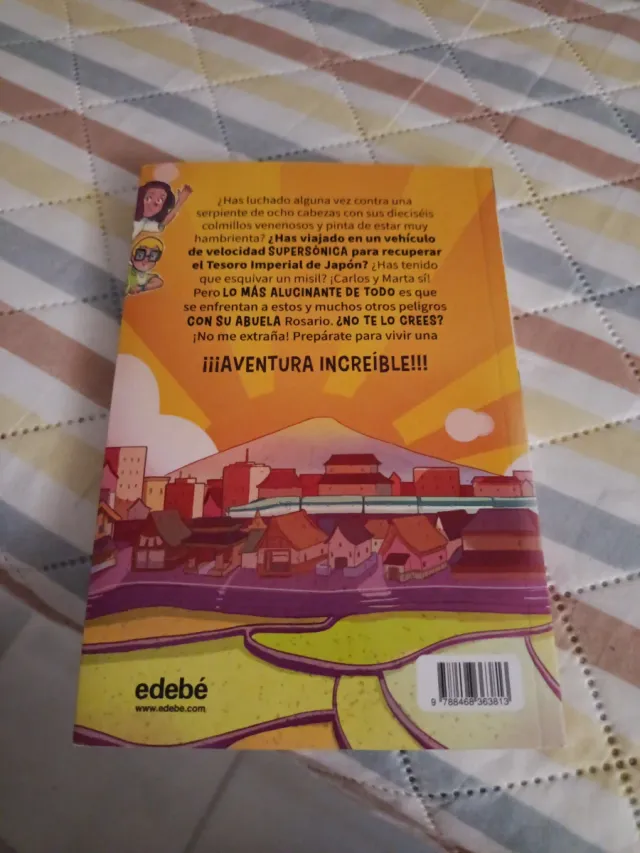 ¿Has luchado alguna vez contra una
serpiente de ocho cabezas con sus dieciséis
colmillos venenosos y pinta de estar muy
hambrienta? ¿Has viajado en un vehículo
de velocidad SUPERSÓNICA para recuperar
el Tesoro Imperial de Japón? ¿Has tenido
que esquivar un misil? ¡Carlos y Marta sí!
Pero LO MÁS ALUCINANTE DE TODO es que
se enfrentan a estos y muchos otros peligros
CON SU ABUELA Rosario. ¿NO TE LO CREES?
¡No me extraña! Prepárate para vivir una
¡¡¡AVENTURA INCREÍBLE!!!
edebé
www.edebe.com
9 788468 363813